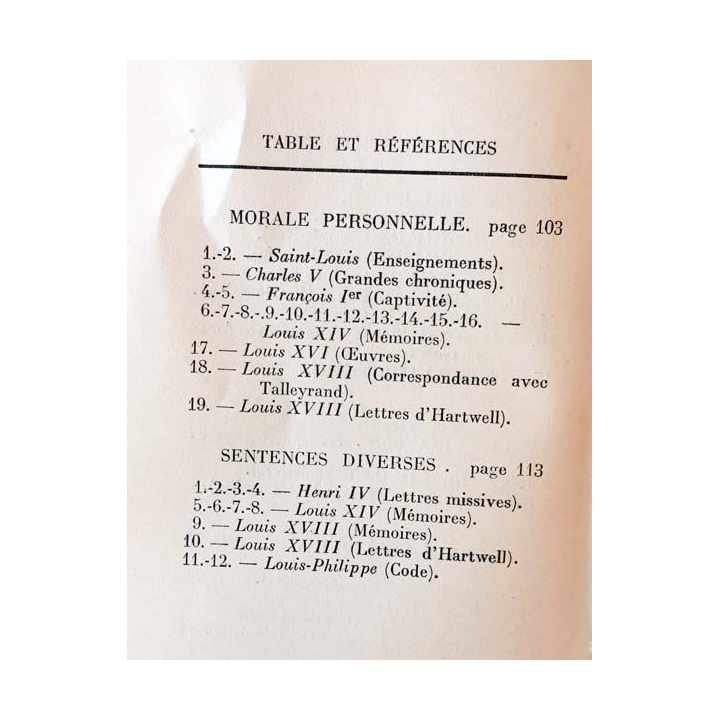 TABLE ET RÉFÉRENCES
MORALE PERSONNELLE. page 103
1.-2. — Saint-Louis (Enseignements).
3. — Charles V (Grandes chroniques).
4.-5. — François Ier (Captivité).
6.-7.-8.-.9.-10.-11.-12.-13.-14.-15.-16. —
Louis XIV (Mémoires).
17. — Louis XVI (Œuvres).
18. — Louis XVIII (Correspondance avec
Talleyrand).
19. — Louis XVIII (Lettres d'Hartwell).
SENTENCES DIVERSES . page 113
1.-2.-3.-4. — Henri IV (Lettres missives).
5.-6.-7.-8. — Louis XIV (Mémoires).
9. — Louis XVIII (Mémoires).
10. — Louis XVIII (Lettres d'Hartwell).
11.-12. — Louis-Philippe (Code).